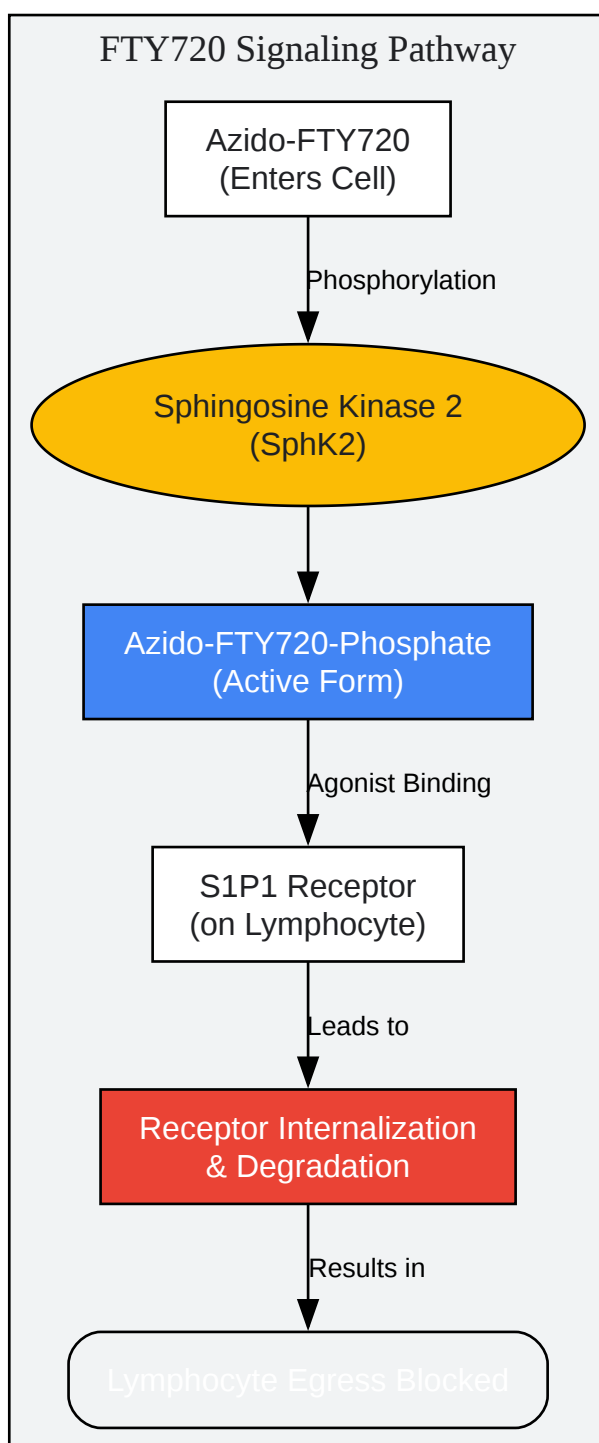 FTY720 Signaling Pathway
Azido-FTY720
(Enters Cell)
Phosphorylation
Sphingosine Kinase 2
(SphK2)
Azido-FTY720-Phosphate
(Active Form)
Agonist Binding
S1P1 Receptor
(on Lymphocyte)
Leads to
Receptor Internalization
& Degradation
Results in
Lymphocyte Egress Blocked